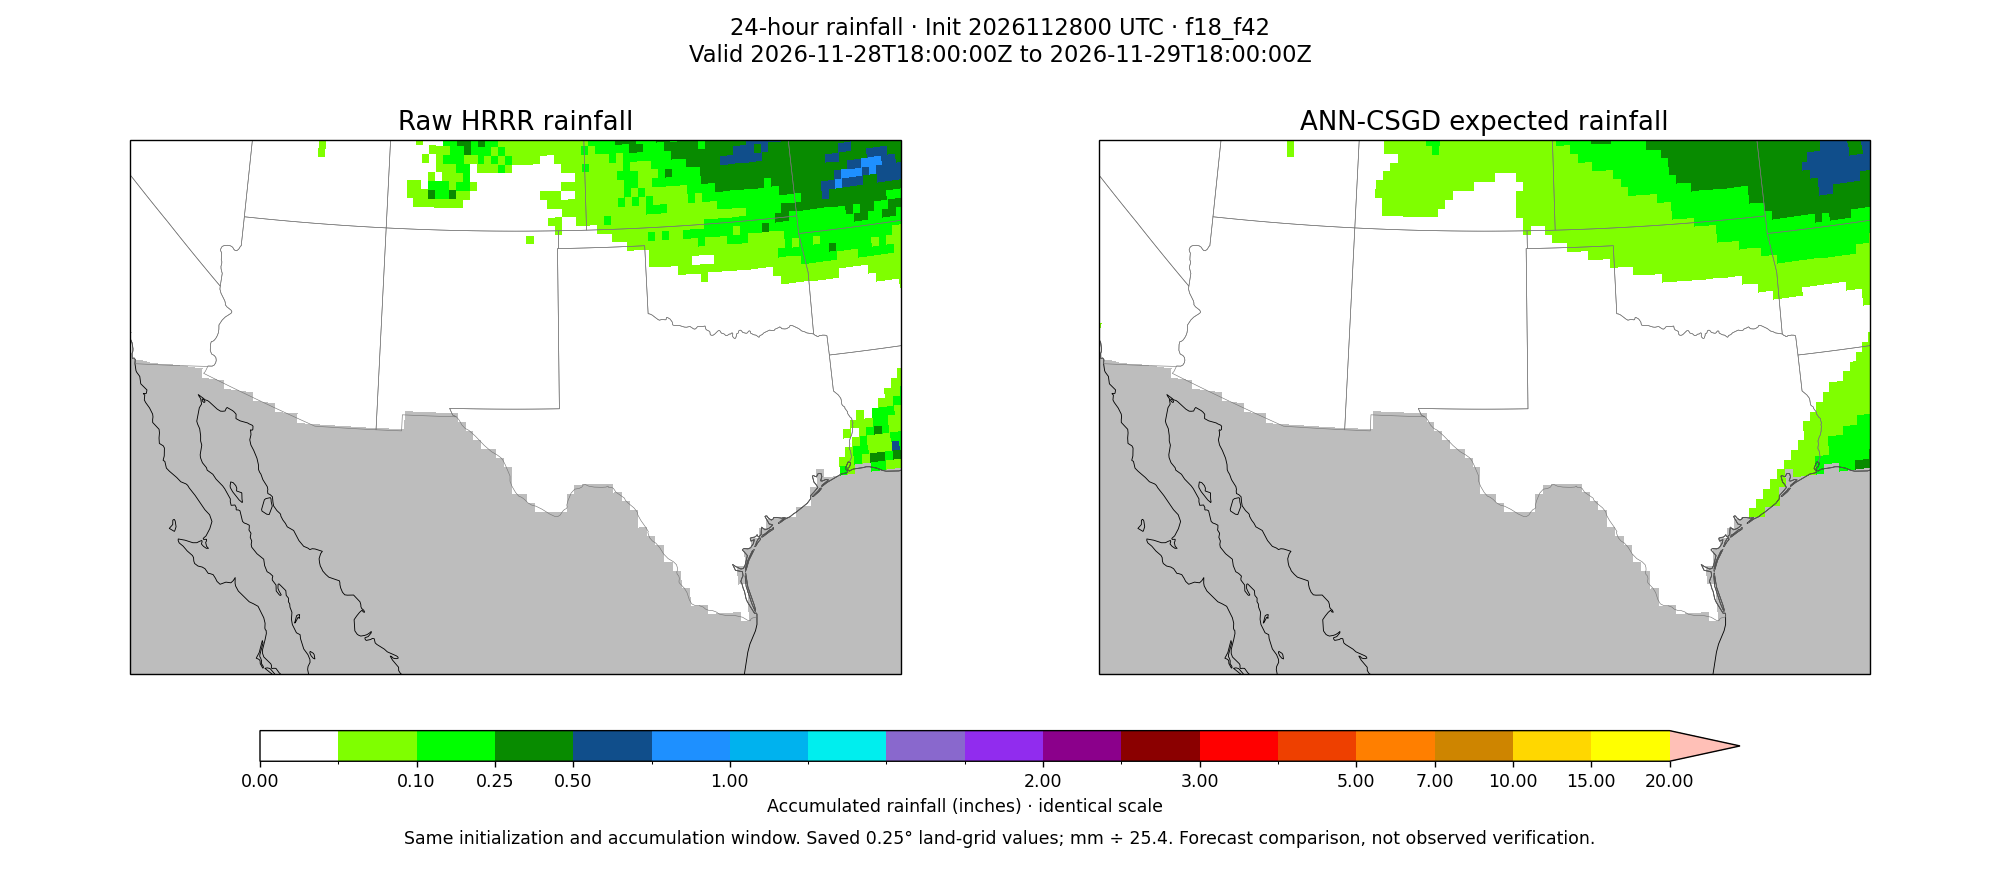 24-hour rainfall · Init 2026112800 UTC · f18_f42
Valid 2026-11-28T18:00:00Z to 2026-11-29T18:00:00Z
Raw HRRR rainfall
ANN-CSGD expected rainfall
0.00 0.10 0.25 0.50 1.00 2.00 3.00 5.00 7.00 10.00 15.00 20.00
Accumulated rainfall (inches) · identical scale
Same initialization and accumulation window. Saved 0.25° land-grid values; mm ÷ 25.4. Forecast comparison, not observed verification.